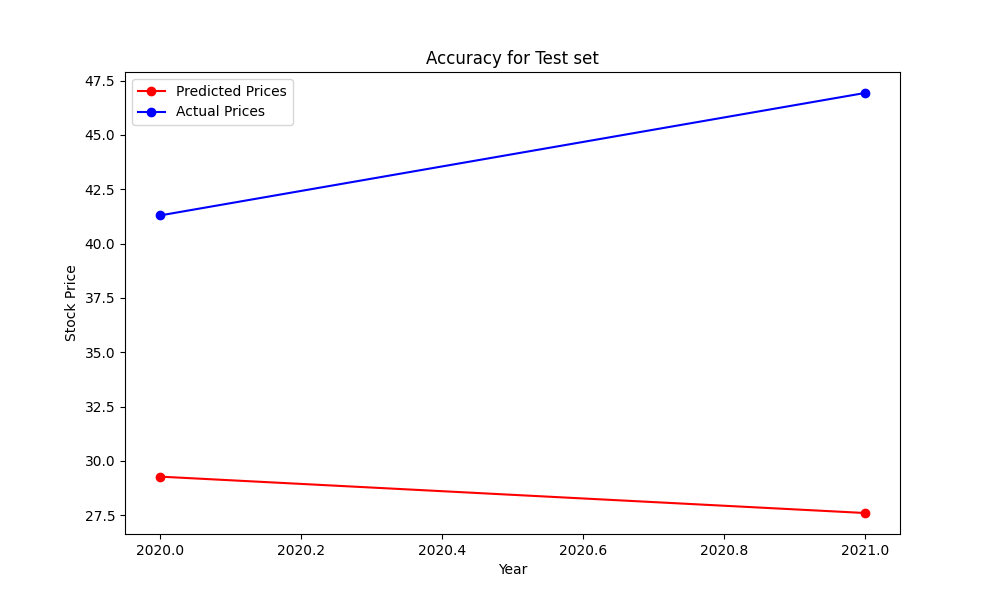 Accuracy for Test set
Predicted Prices
Actual Prices
47.5
45.0
42.5
40.0
37.5
35.0
32.5
30.0
27.5
Stock Price
2020.0 2020.2 2020.4 2020.6 2020.8 2021.0
Year